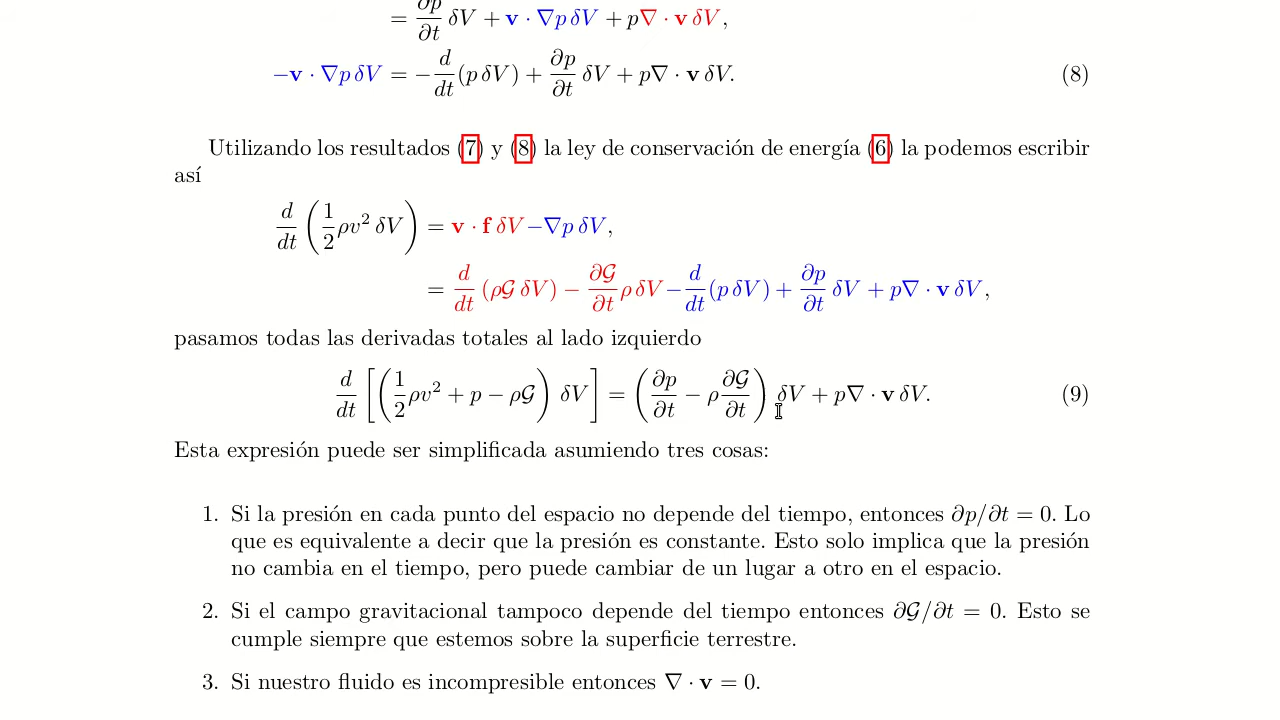 = ∂p/∂t δV + v · ∇p δV + p∇ · v δV,
−v · ∇p δV = − d/dt (p δV) + ∂p/∂t δV + p∇ · v δV. (8)
Utilizando los resultados (7) y (8) la ley de conservación de energía (6) la podemos escribir
así
d/dt (1/2 ρv² δV) = v · f δV −∇p δV,
= d/dt (ρ𝒢 δV) − ∂𝒢/∂t ρ δV − d/dt (p δV) + ∂p/∂t δV + p∇ · v δV,
pasamos todas las derivadas totales al lado izquierdo
d/dt [(1/2 ρv² + p − ρ𝒢) δV] = (∂p/∂t − ρ ∂𝒢/∂t) δV + p∇ · v δV. (9)
Esta expresión puede ser simplificada asumiendo tres cosas:
1. Si la presión en cada punto del espacio no depende del tiempo, entonces ∂p/∂t = 0. Lo
que es equivalente a decir que la presión es constante. Esto solo implica que la presión
no cambia en el tiempo, pero puede cambiar de un lugar a otro en el espacio.
2. Si el campo gravitacional tampoco depende del tiempo entonces ∂𝒢/∂t = 0. Esto se
cumple siempre que estemos sobre la superficie terrestre.
3. Si nuestro fluido es incompresible entonces ∇ · v = 0.